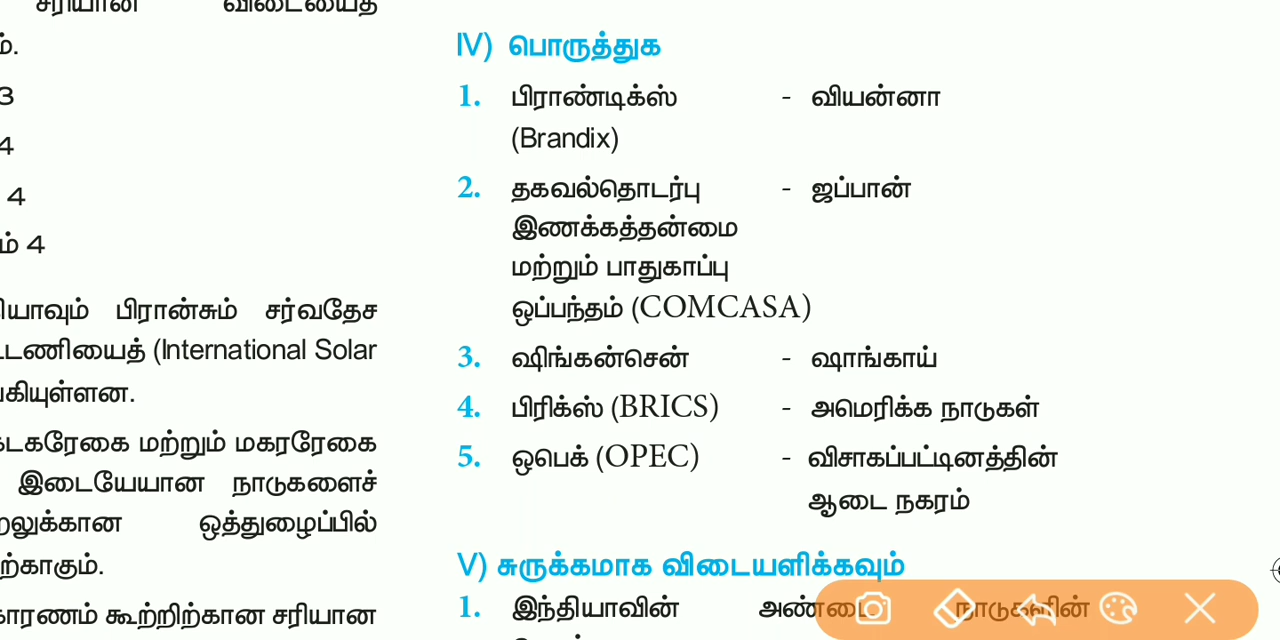 சரியான விடையைத்
ம்.
3
4
4
ம் 4
யாவும் பிரான்சும் சர்வதேச
டணியைத் (International Solar
கியுள்ளன.
டகரேகை மற்றும் மகரரேகை
இடையேயான நாடுகளைச்
றலுக்கான ஒத்துழைப்பில்
ற்காகும்.
காரணம் கூற்றிற்கான சரியான
IV) பொருத்துக
1. பிராண்டிக்ஸ் - வியன்னா
(Brandix)
2. தகவல்தொடர்பு - ஜப்பான்
இணக்கத்தன்மை
மற்றும் பாதுகாப்பு
ஒப்பந்தம் (COMCASA)
3. ஷிங்கன்சென் - ஷாங்காய்
4. பிரிக்ஸ் (BRICS) - அமெரிக்க நாடுகள்
5. ஒபெக் (OPEC) - விசாகப்பட்டினத்தின்
ஆடை நகரம்
V) சுருக்கமாக விடையளிக்கவும்
1. இந்தியாவின் அண்டை நாடுகளின்